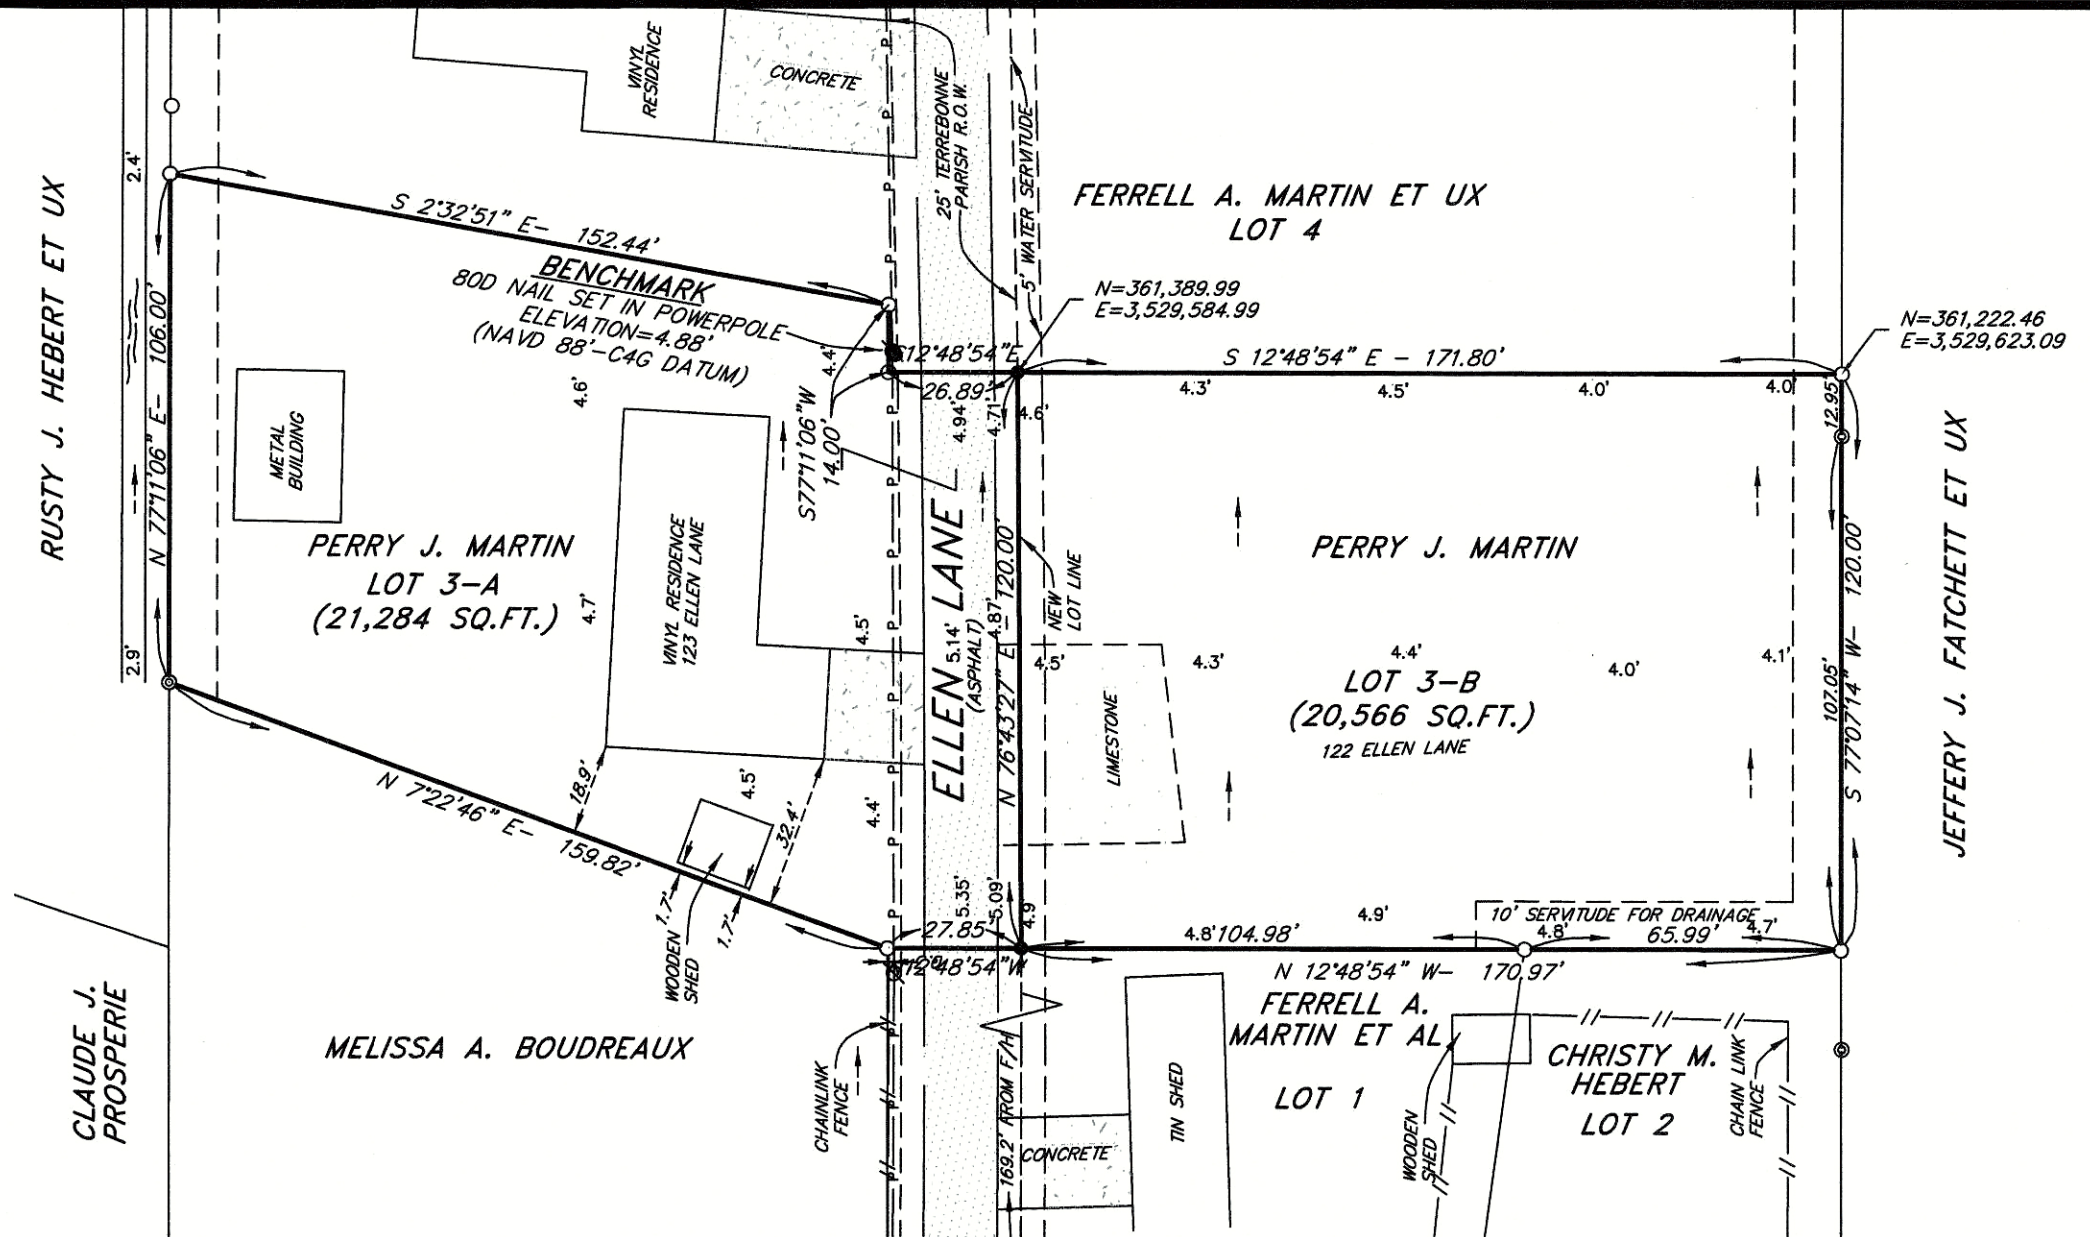 VINYL
RESIDENCE
CONCRETE
25' TERREBONNE
PARISH R.O.W.
5' WATER SERVITUDE
FERRELL A. MARTIN ET UX
LOT 4
N=361,389.99
E=3,529,584.99
N=361,222.46
E=3,529,623.09
RUSTY J. HEBERT ET UX
2.4'
2.9'
N 77°11'06" E- 106.00'
S 2°32'51" E- 152.44'
BENCHMARK
80D NAIL SET IN POWERPOLE
ELEVATION=4.88'
(NAVD 88'-C4G DATUM)
4.4'
S12°48'54"E
26.89'
S 12°48'54" E - 171.80'
4.6'
4.94'
4.71'
4.6'
4.3'
4.5'
4.0'
4.0'
12.95'
S77°11'06"W
14.00'
METAL
BUILDING
PERRY J. MARTIN
LOT 3-A
(21,284 SQ.FT.)
4.7'
VINYL RESIDENCE
123 ELLEN LANE
4.5'
ELLEN LANE
5.14'
(ASPHALT)
4.87'
N 76°43'27" E - 120.00'
NEW
LOT LINE
4.5'
LIMESTONE
PERRY J. MARTIN
4.3'
4.4'
4.0'
4.1'
LOT 3-B
(20,566 SQ.FT.)
122 ELLEN LANE
107.05'
S 77°07'14" W- 120.00'
JEFFERY J. FATCHETT ET UX
N 7°22'46" E- 159.82'
18.9'
4.5'
32.4'
4.4'
1.7'
1.7'
WOODEN
SHED
5.35'
5.09'
4.9
27.85'
12°48'54"W
4.8'
104.98'
4.9'
10' SERVITUDE FOR DRAINAGE
4.8'
65.99'
4.7'
N 12°48'54" W- 170.97'
CLAUDE J.
PROSPERIE
MELISSA A. BOUDREAUX
CHAINLINK
FENCE
169.2' FROM F/H
CONCRETE
TIN SHED
FERRELL A.
MARTIN ET AL
LOT 1
WOODEN
SHED
CHRISTY M.
HEBERT
LOT 2
CHAIN LINK
FENCE
P P P P P P P P P P P P